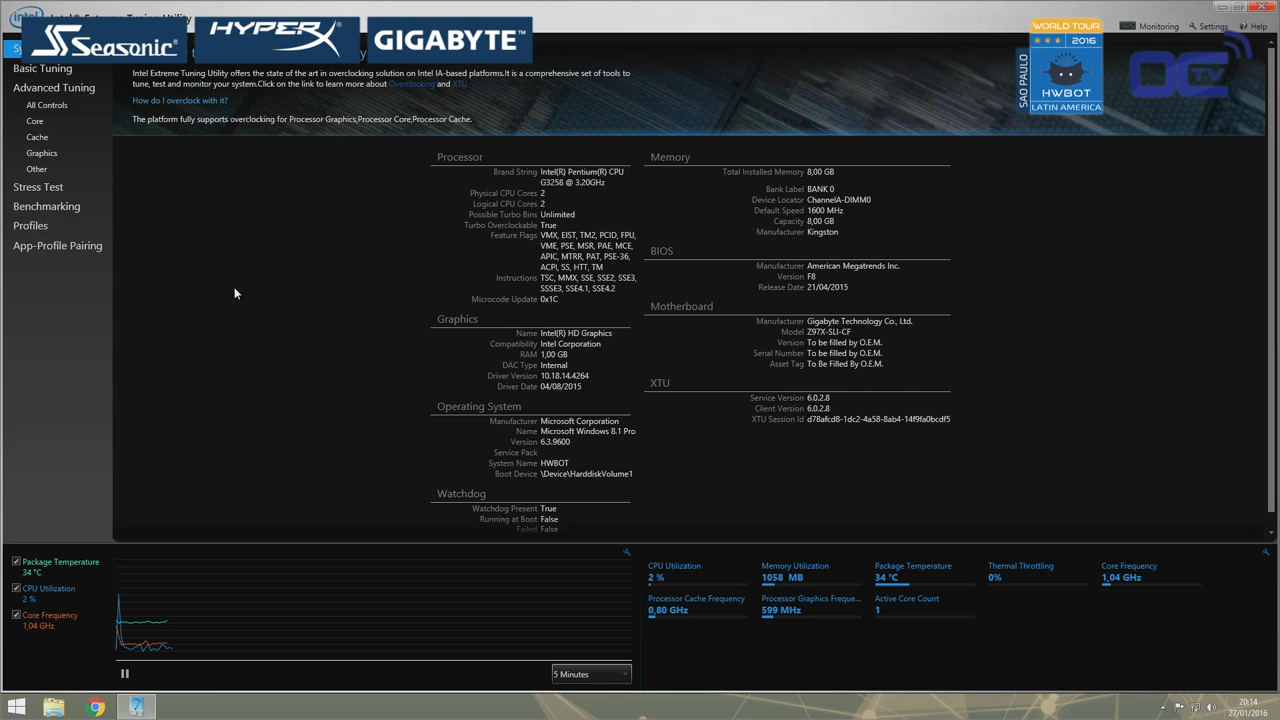 intel
Intel® Extreme Tuning Utility
Seasonic®
HYPERX
GIGABYTE™
Monitoring
Settings
Help
WORLD TOUR
2016
SAO PAULO
HWBOT
LATIN AMERICA
OCTV
Basic Tuning
Advanced Tuning
All Controls
Core
Cache
Graphics
Other
Stress Test
Benchmarking
Profiles
App-Profile Pairing
Intel Extreme Tuning Utility offers the state of the art in overclocking solution on Intel IA-based platforms.It is a comprehensive set of tools to
tune, test and monitor your system.Click on the link to learn more about Overclocking and XTU
How do I overclock with it?
The platform fully supports overclocking for Processor Graphics,Processor Core,Processor Cache.
Processor
Brand String Intel(R) Pentium(R) CPU
G3258 @ 3.20GHz
Physical CPU Cores 2
Logical CPU Cores 2
Possible Turbo Bins Unlimited
Turbo Overclockable True
Feature Flags VMX, EIST, TM2, PCID, FPU,
VME, PSE, MSR, PAE, MCE,
APIC, MTRR, PAT, PSE-36,
ACPI, SS, HTT, TM
Instructions TSC, MMX, SSE, SSE2, SSE3,
SSSE3, SSE4.1, SSE4.2
Microcode Update 0x1C
Graphics
Name Intel(R) HD Graphics
Compatibility Intel Corporation
RAM 1,00 GB
DAC Type Internal
Driver Version 10.18.14.4264
Driver Date 04/08/2015
Operating System
Manufacturer Microsoft Corporation
Name Microsoft Windows 8.1 Pro
Version 6.3.9600
Service Pack
System Name HWBOT
Boot Device \Device\HarddiskVolume1
Watchdog
Watchdog Present True
Running at Boot False
Failed False
Memory
Total Installed Memory 8,00 GB
Bank Label BANK 0
Device Locator ChannelA-DIMM0
Default Speed 1600 MHz
Capacity 8,00 GB
Manufacturer Kingston
BIOS
Manufacturer American Megatrends Inc.
Version F8
Release Date 21/04/2015
Motherboard
Manufacturer Gigabyte Technology Co., Ltd.
Model Z97X-SLI-CF
Version To be filled by O.E.M.
Serial Number To be filled by O.E.M.
Asset Tag To Be Filled By O.E.M.
XTU
Service Version 6.0.2.8
Client Version 6.0.2.8
XTU Session Id d78afcd8-1dc2-4a58-8ab4-14f9fa0bcdf5
Package Temperature
34 °C
CPU Utilization
2 %
Core Frequency
1,04 GHz
5 Minutes
CPU Utilization
2 %
Memory Utilization
1058 MB
Package Temperature
34 °C
Thermal Throttling
0%
Core Frequency
1,04 GHz
Processor Cache Frequency
0,80 GHz
Processor Graphics Freque...
599 MHz
Active Core Count
1
20:14
27/01/2016